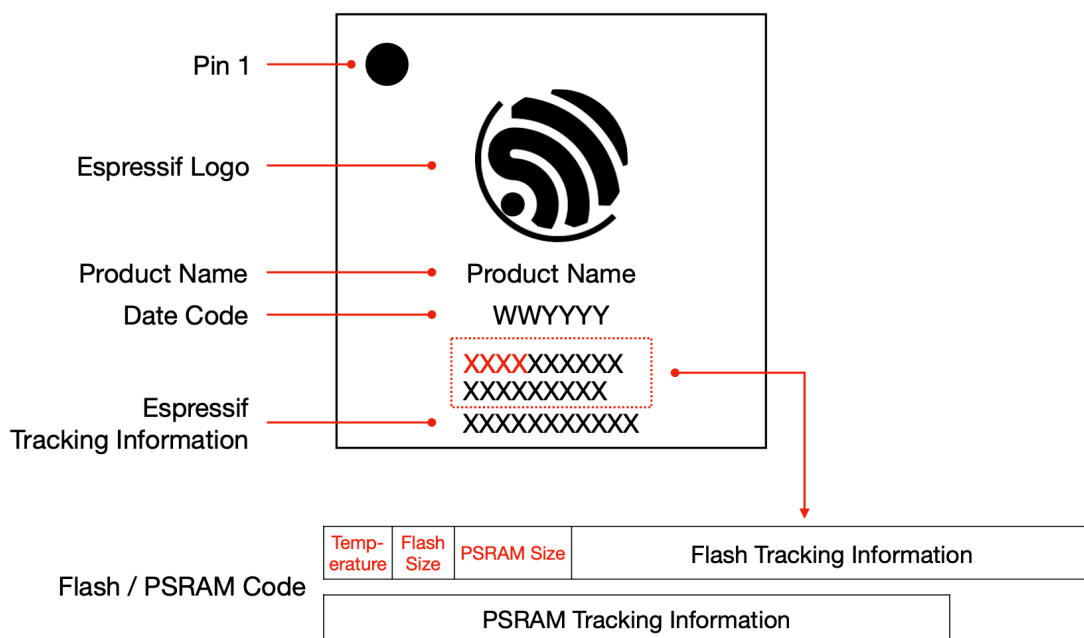 Pin 1
Espressif Logo
Product Name
Product Name
Date Code
WWYYYY
XXXXXXXXXX
XXXXXXXXX
Espressif
Tracking Information
XXXXXXXXXXX
Flash / PSRAM Code
Temp-
erature
Flash
Size
PSRAM Size
Flash Tracking Information
PSRAM Tracking Information